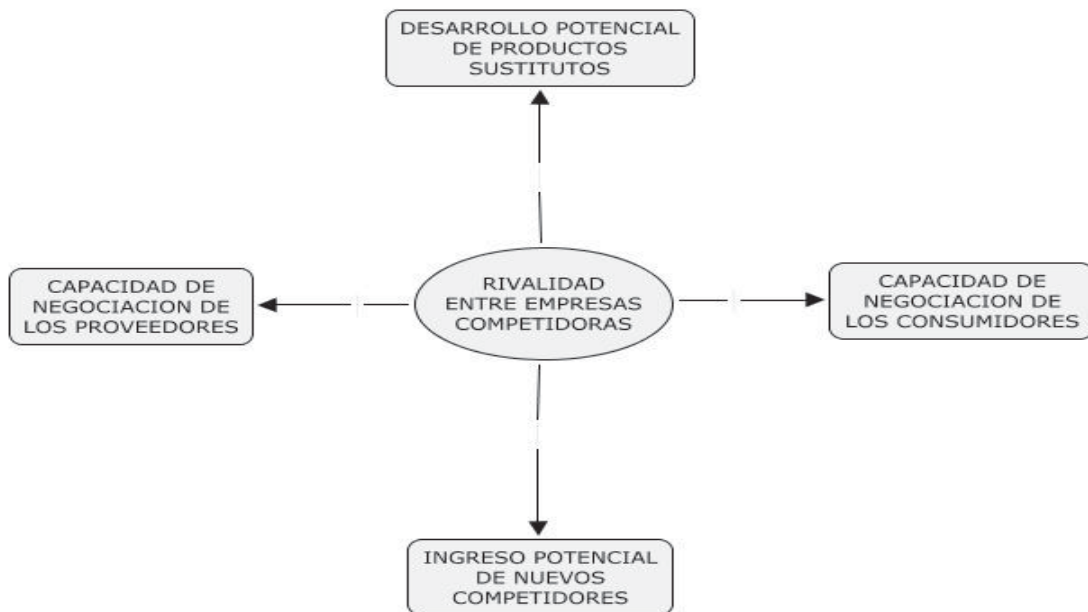 DESARROLLO POTENCIAL
DE PRODUCTOS
SUSTITUTOS
CAPACIDAD DE
NEGOCIACION DE
LOS PROVEEDORES
RIVALIDAD
ENTRE EMPRESAS
COMPETIDORAS
CAPACIDAD DE
NEGOCIACION DE
LOS CONSUMIDORES
INGRESO POTENCIAL
DE NUEVOS
COMPETIDORES